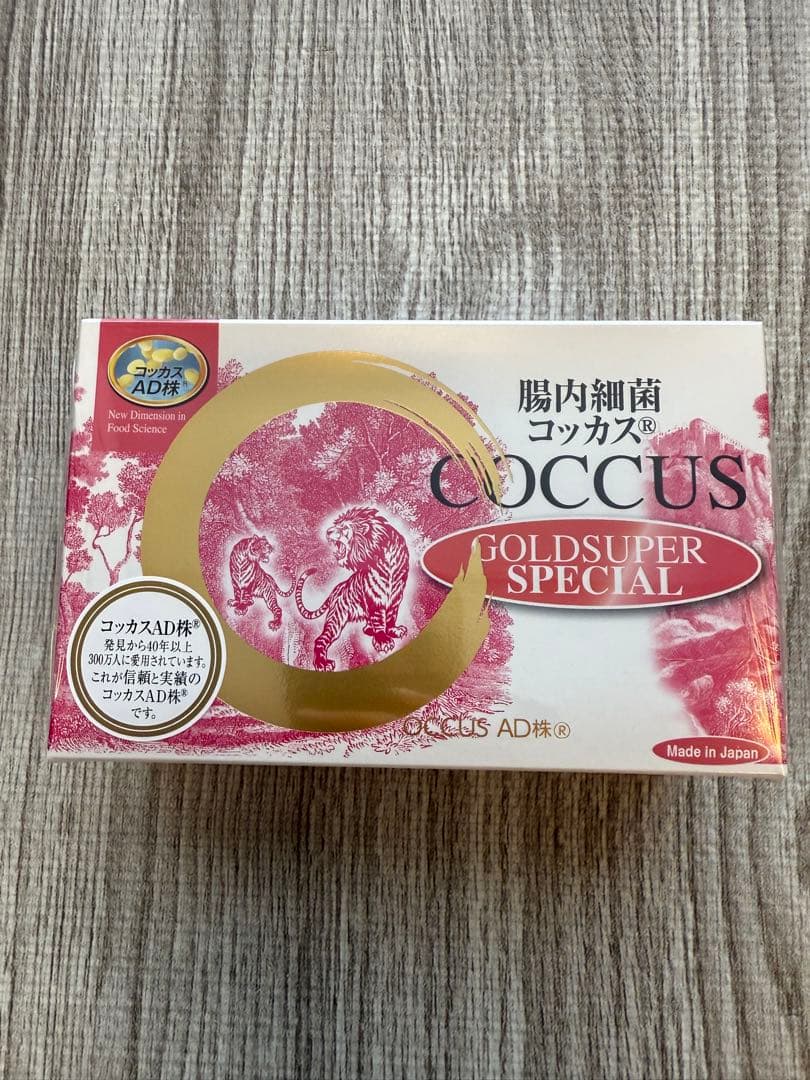 コッカス
AD株®
New Dimension in
Food Science
腸内細菌
コッカス®
COCCUS
GOLDSUPER
SPECIAL
コッカスAD株®
発見から40年以上
300万人に愛用されています。
これが信頼と実績の
コッカスAD株®
です。
OCCUS AD株®
Made in Japan